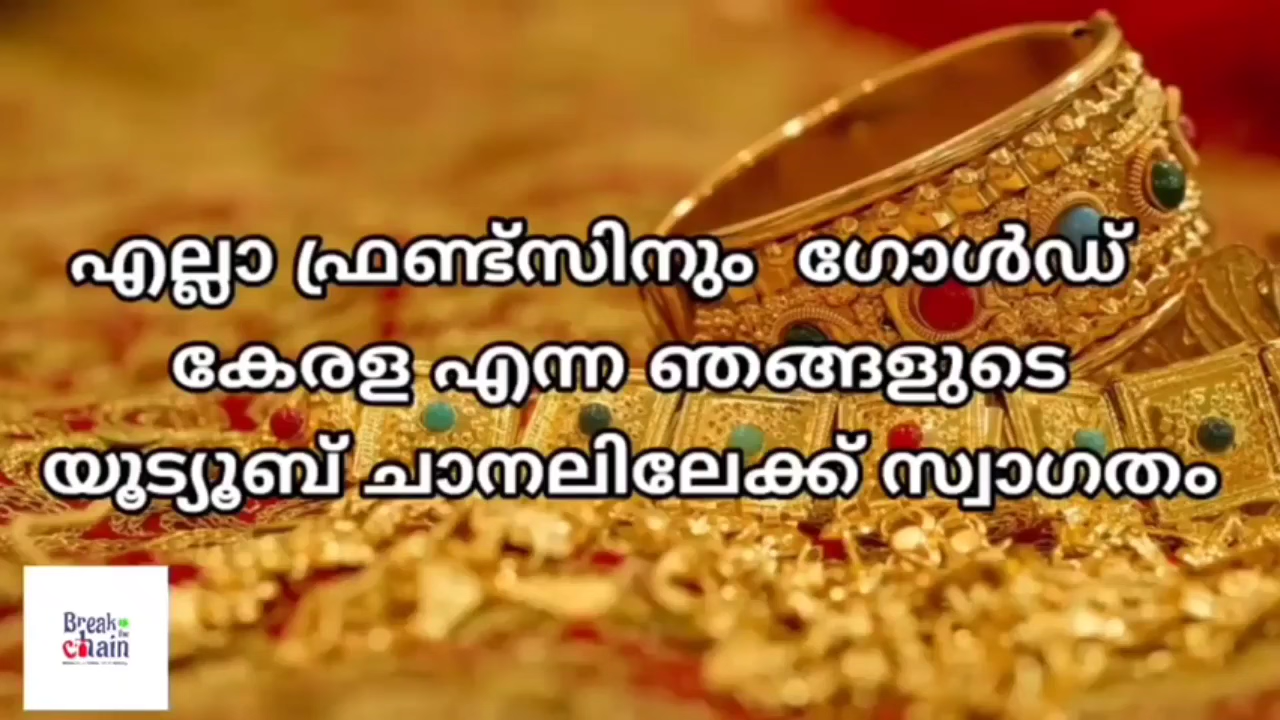 എല്ലാ ഫ്രണ്ട്സിനും ഗോൾഡ്
കേരള എന്ന ഞങ്ങളുടെ
യൂട്യൂബ് ചാനലിലേക്ക് സ്വാഗതം
Break
the
chain